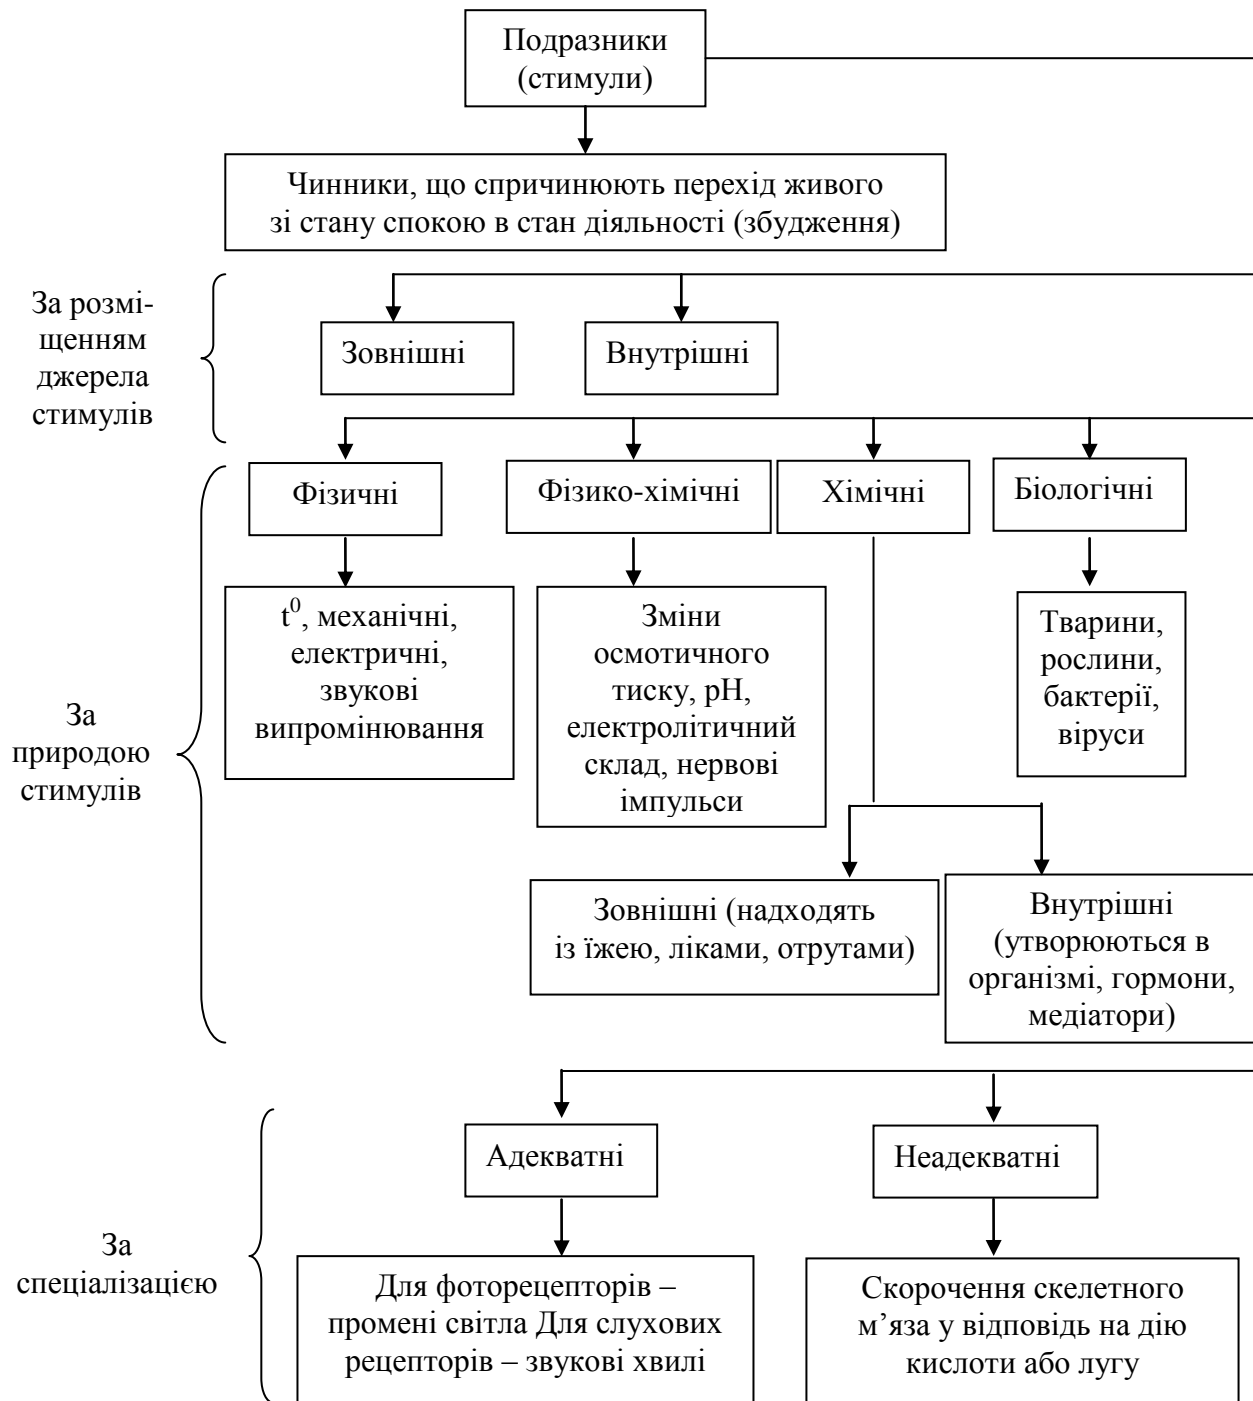 Подразники
(стимули)
Чинники, що спричинюють перехід живого
зі стану спокою в стан діяльності (збудження)
За розмі-
щенням
джерела
стимулів
Зовнішні
Внутрішні
За
природою
стимулів
Фізичні
Фізико-хімічні
Хімічні
Біологічні
t⁰, механічні,
електричні,
звукові
випромінювання
Зміни
осмотичного
тиску, рН,
електролітичний
склад, нервові
імпульси
Тварини,
рослини,
бактерії,
віруси
Зовнішні (надходять
із їжею, ліками, отрутами)
Внутрішні
(утворюються в
організмі, гормони,
медіатори)
За
спеціалізацією
Адекватні
Неадекватні
Для фоторецепторів –
промені світла Для слухових
рецепторів – звукові хвилі
Скорочення скелетного
м’яза у відповідь на дію
кислоти або лугу